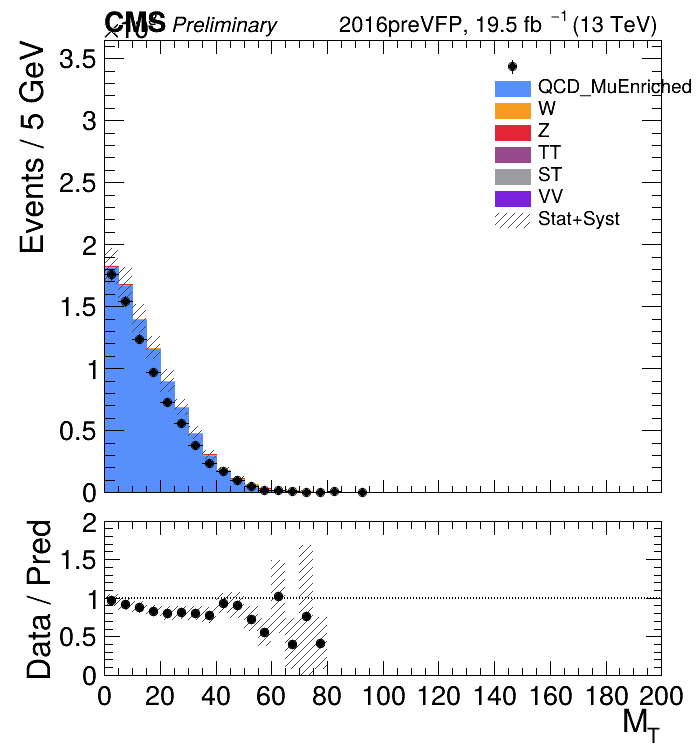 CMS Preliminary 2016preVFP, 19.5 fb⁻¹ (13 TeV)
Events / 5 GeV
3.5
3
2.5
2
1.5
1
0.5
0
QCD_MuEnriched
W
Z
TT
ST
VV
Stat+Syst
Data / Pred
2
1.5
1
0.5
0
0 20 40 60 80 100 120 140 160 180 200
M_T